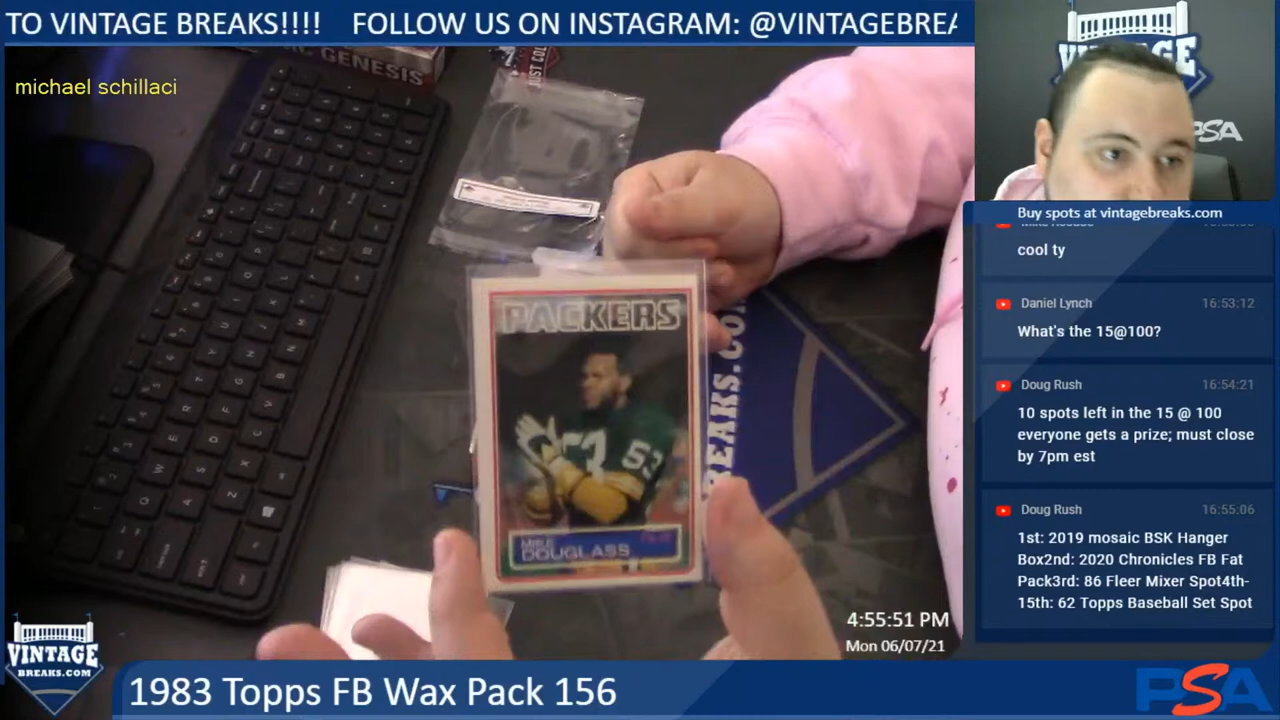 TO VINTAGE BREAKS!!!! FOLLOW US ON INSTAGRAM: @VINTAGEBREA
michael schillaci
GENESIS
JUST COL
VINTAGE
PSA
Buy spots at vintagebreaks.com
cool ty
Daniel Lynch 16:53:12
What's the 15@100?
Doug Rush 16:54:21
10 spots left in the 15 @ 100
everyone gets a prize; must close
by 7pm est
Doug Rush 16:55:06
1st: 2019 mosaic BSK Hanger
Box2nd: 2020 Chronicles FB Fat
Pack3rd: 86 Fleer Mixer Spot4th-
15th: 62 Topps Baseball Set Spot
PACKERS
53
53
MIKE
DOUGLASS
BREAKS.CO
4:55:51 PM
Mon 06/07/21
VINTAGE
BREAKS.COM
1983 Topps FB Wax Pack 156
PSA